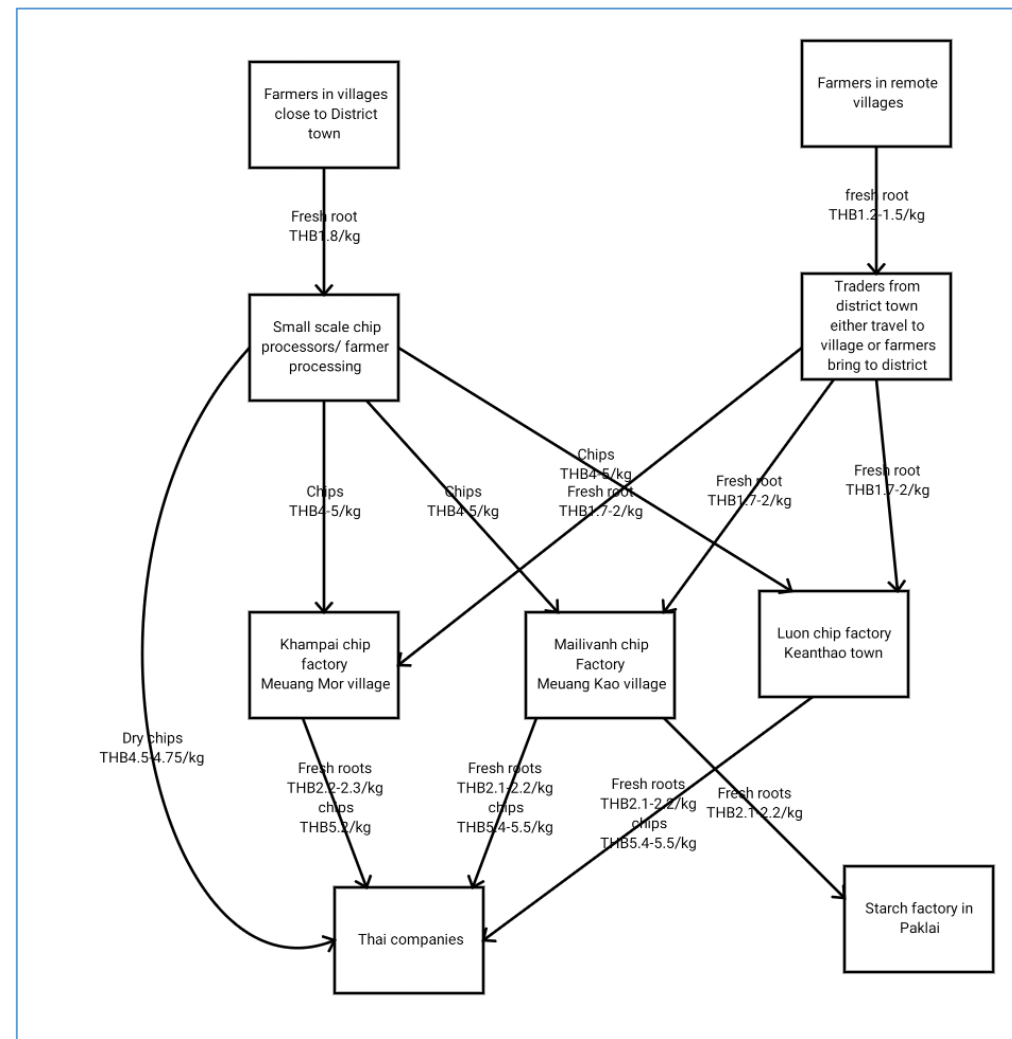 Farmers in villages
close to District
town
Farmers in remote
villages
Fresh root
THB1.8/kg
fresh root
THB1.2-1.5/kg
Small scale chip
processors/ farmer
processing
Traders from
district town
either travel to
village or farmers
bring to district
Chips
THB4-5/kg
Chips
THB4-5/kg
Chips
THB4-5/kg
Fresh root
THB1.7-2/kg
Fresh root
THB1.7-2/kg
Fresh root
THB1.7-2/kg
Khampai chip
factory
Meuang Mor village
Mailivanh chip
Factory
Meuang Kao village
Luon chip factory
Keanthao town
Dry chips
THB4.5-4.75/kg
Fresh roots
THB2.2-2.3/kg
chips
THB5.2/kg
Fresh roots
THB2.1-2.2/kg
chips
THB5.4-5.5/kg
Fresh roots
THB2.1-2.2/kg
chips
THB5.4-5.5/kg
Fresh roots
THB2.1-2.2/kg
Thai companies
Starch factory in
Paklai